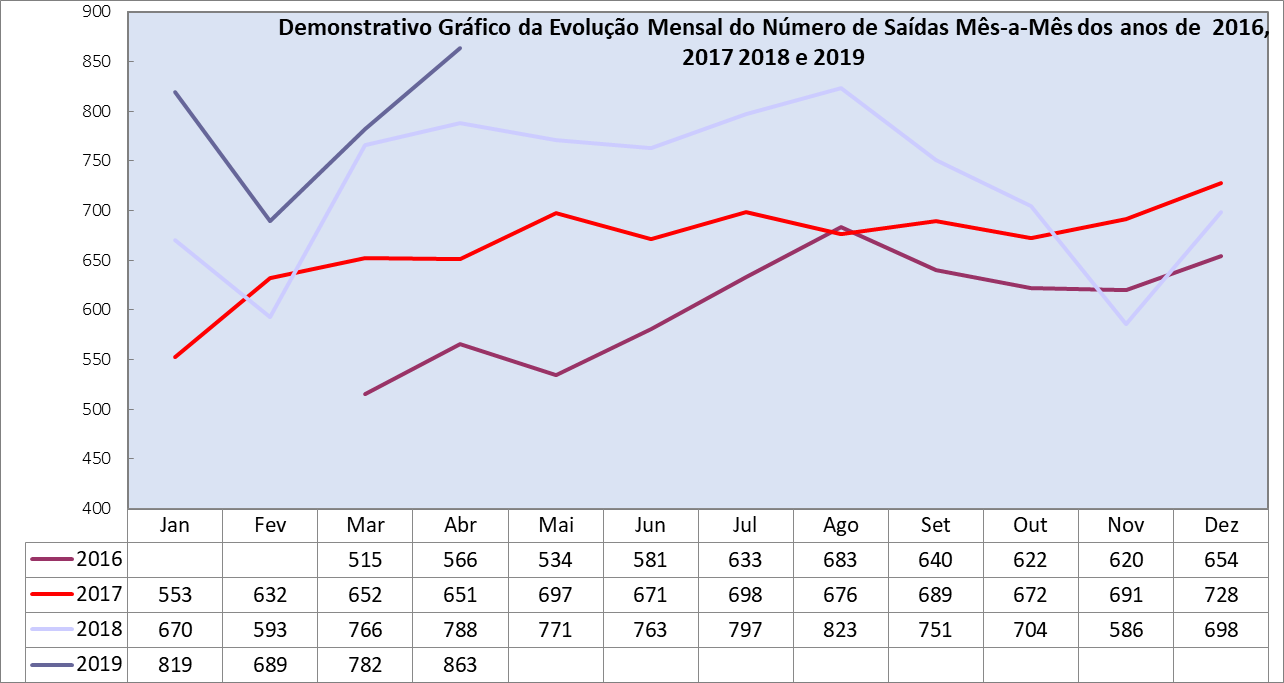 Demonstrativo Gráfico da Evolução Mensal do Número de Saídas Mês-a-Mês dos anos de 2016,
2017 2018 e 2019
900
850
800
750
700
650
600
550
500
450
400
Jan Fev Mar Abr Mai Jun Jul Ago Set Out Nov Dez
2016 515 566 534 581 633 683 640 622 620 654
2017 553 632 652 651 697 671 698 676 689 672 691 728
2018 670 593 766 788 771 763 797 823 751 704 586 698
2019 819 689 782 863